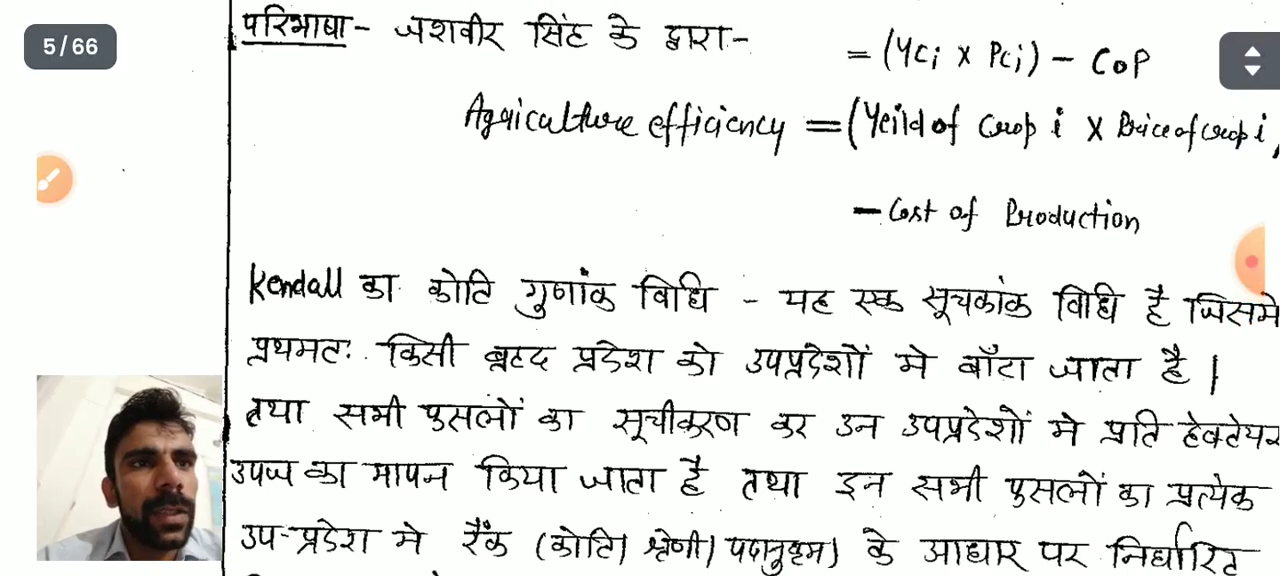 5/66
परिभाषा- जशवीर सिंह के द्वारा-
= (Yci x Pci) - CoP
Agriculture efficiency = (Yeild of Crop i X Price of crop i)
- Cost of Production
Kendall का कोटि गुणांक विधि - यह एक सूचकांक विधि है जिसमे
प्रथमतः किसी बृहद प्रदेश को उपप्रदेशों मे बाँटा जाता है।
तथा सभी फसलों का सूचीकरण कर उन उपप्रदेशों मे प्रति हेक्टेयर
उपज का मापन किया जाता है तथा इन सभी फसलों का प्रत्येक
उप-प्रदेश मे रैंक (कोटि। श्रेणी। पदानुक्रम) के आधार पर निर्धारित